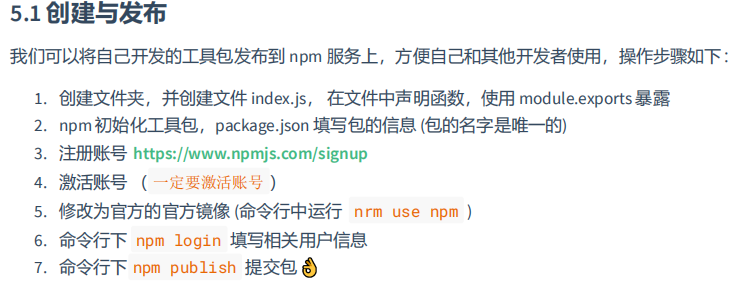 5.1 创建与发布
我们可以将自己开发的工具包发布到 npm 服务上，方便自己和其他开发者使用，操作步骤如下：
1. 创建文件夹，并创建文件 index.js， 在文件中声明函数，使用 module.exports 暴露
2. npm 初始化工具包，package.json 填写包的信息 (包的名字是唯一的)
3. 注册账号 https://www.npmjs.com/signup
4. 激活账号 （ 一定要激活账号 ）
5. 修改为官方的官方镜像 (命令行中运行 nrm use npm )
6. 命令行下 npm login 填写相关用户信息
7. 命令行下 npm publish 提交包👌